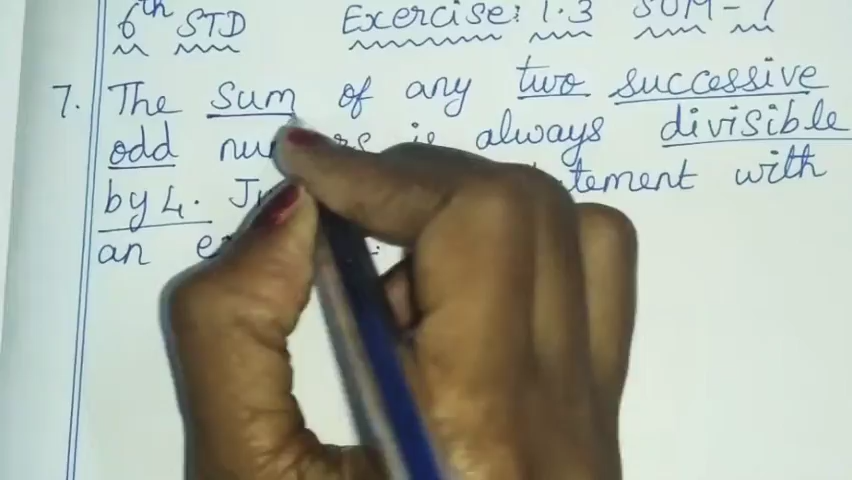 6th STD Exercise: 1.3 SUM - 7
7. The sum of any two successive
odd is always divisible
by 4. with
an